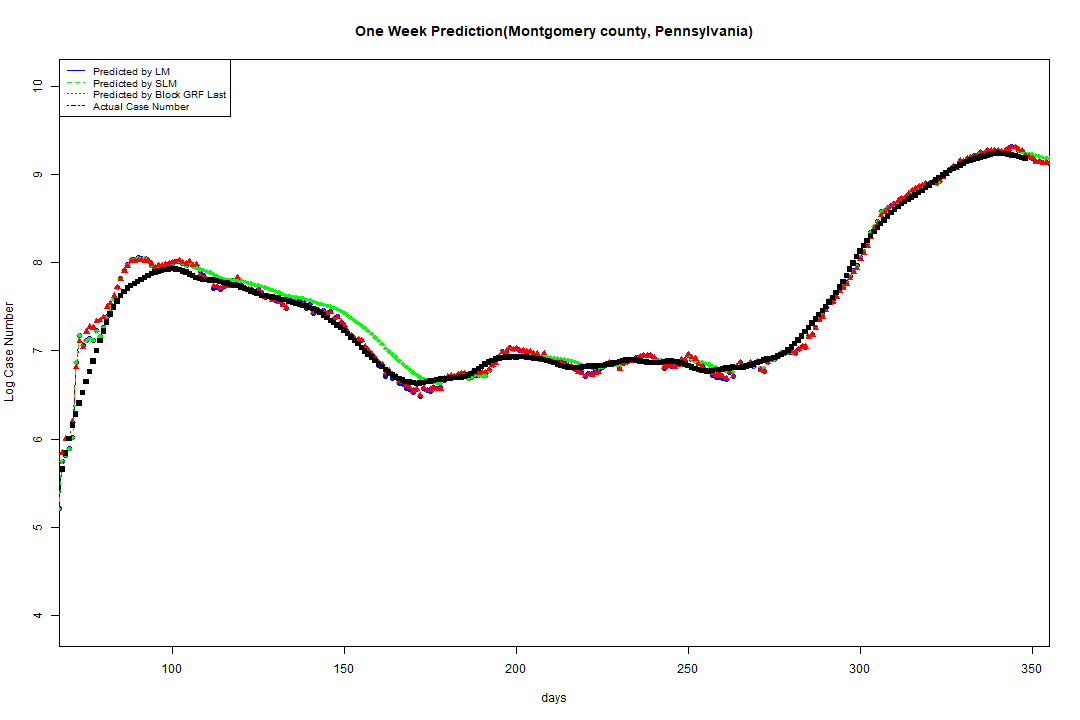 One Week Prediction(Montgomery county, Pennsylvania)
Predicted by LM
Predicted by SLM
Predicted by Block GRF Last
Actual Case Number
10
9
8
7
6
5
4
Log Case Number
100 150 200 250 300 350
days